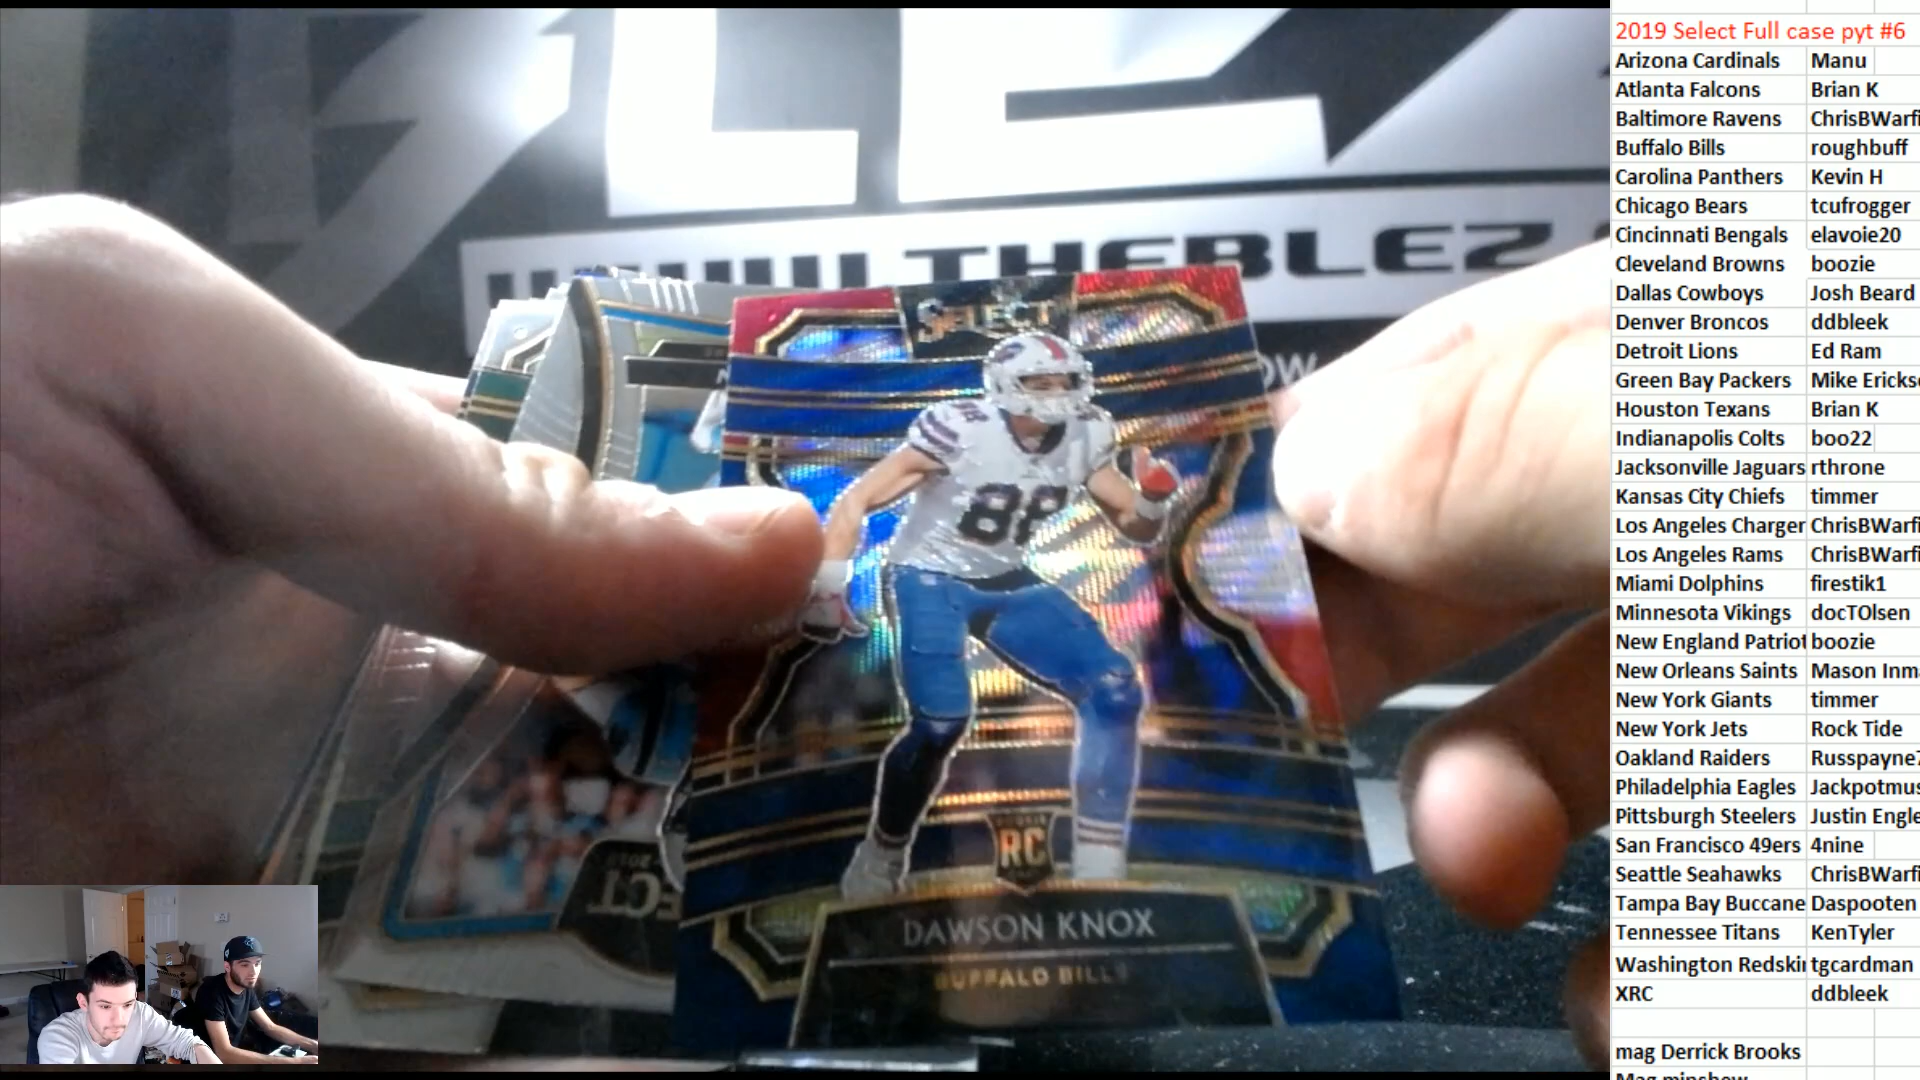 THEBLEZ
OW
SELECT
88
88
RC
DAWSON KNOX
BUFFALO BILLS
2019 Select Full case pyt #6
Arizona Cardinals Manu
Atlanta Falcons Brian K
Baltimore Ravens ChrisBWarfi
Buffalo Bills roughbuff
Carolina Panthers Kevin H
Chicago Bears tcufrogger
Cincinnati Bengals elavoie20
Cleveland Browns boozie
Dallas Cowboys Josh Beard
Denver Broncos ddbleek
Detroit Lions Ed Ram
Green Bay Packers Mike Erickso
Houston Texans Brian K
Indianapolis Colts boo22
Jacksonville Jaguars rthrone
Kansas City Chiefs timmer
Los Angeles Charger ChrisBWarfi
Los Angeles Rams ChrisBWarfi
Miami Dolphins firestik1
Minnesota Vikings docTOlsen
New England Patriot boozie
New Orleans Saints Mason Inm
New York Giants timmer
New York Jets Rock Tide
Oakland Raiders Russpayne7
Philadelphia Eagles Jackpotmus
Pittsburgh Steelers Justin Engle
San Francisco 49ers 4nine
Seattle Seahawks ChrisBWarfi
Tampa Bay Buccane Daspooten
Tennessee Titans KenTyler
Washington Redskin tgcardman
XRC ddbleek
mag Derrick Brooks
Mag minshew